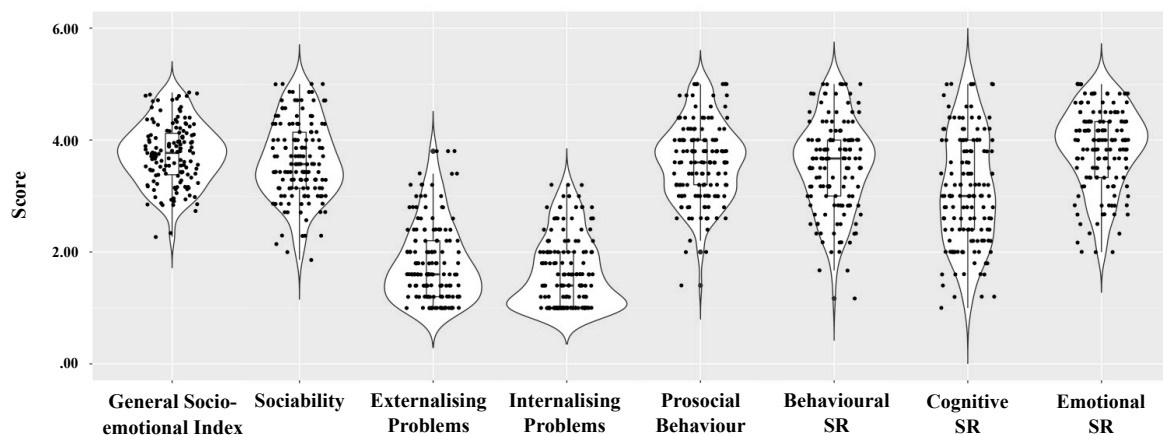 6.00
4.00
2.00
.00
Score
General Socio-
emotional Index
Sociability
Externalising
Problems
Internalising
Problems
Prosocial
Behaviour
Behavioural
SR
Cognitive
SR
Emotional
SR